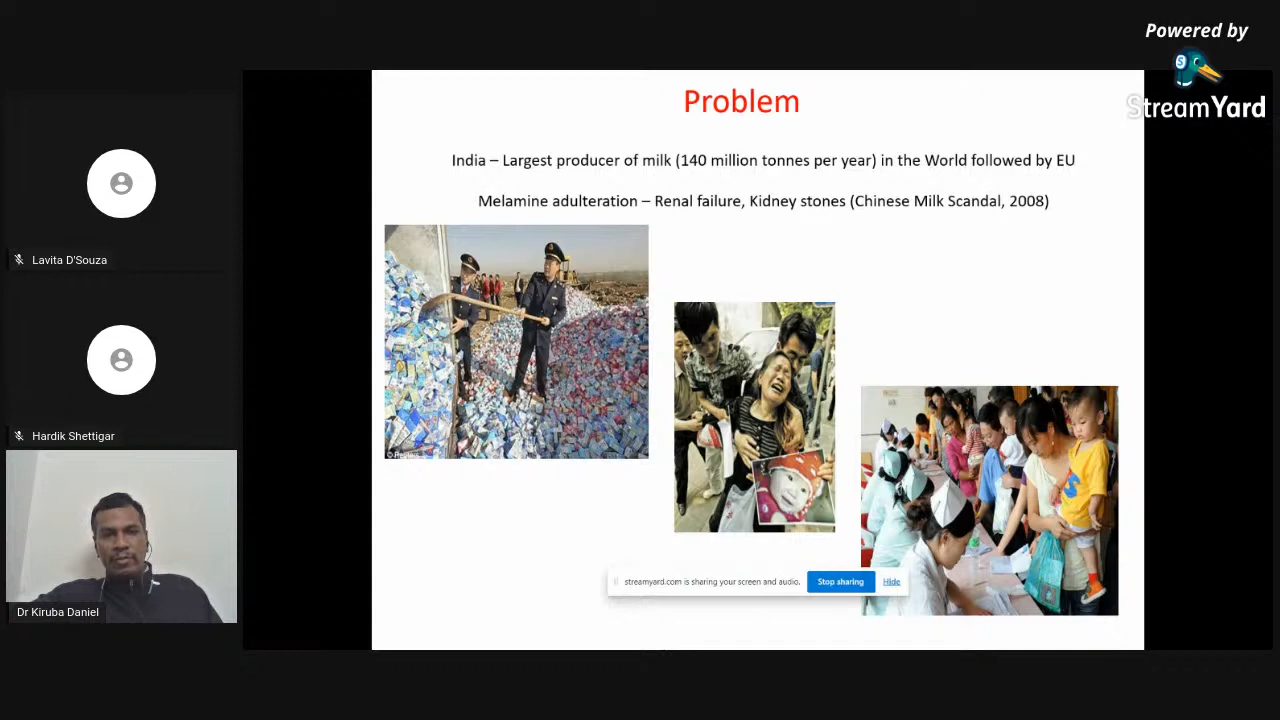 Powered by
StreamYard
Problem
India – Largest producer of milk (140 million tonnes per year) in the World followed by EU
Melamine adulteration – Renal failure, Kidney stones (Chinese Milk Scandal, 2008)
Lavita D'Souza
Hardik Shettigar
Dr Kiruba Daniel
streamyard.com is sharing your screen and audio.
Stop sharing
Hide